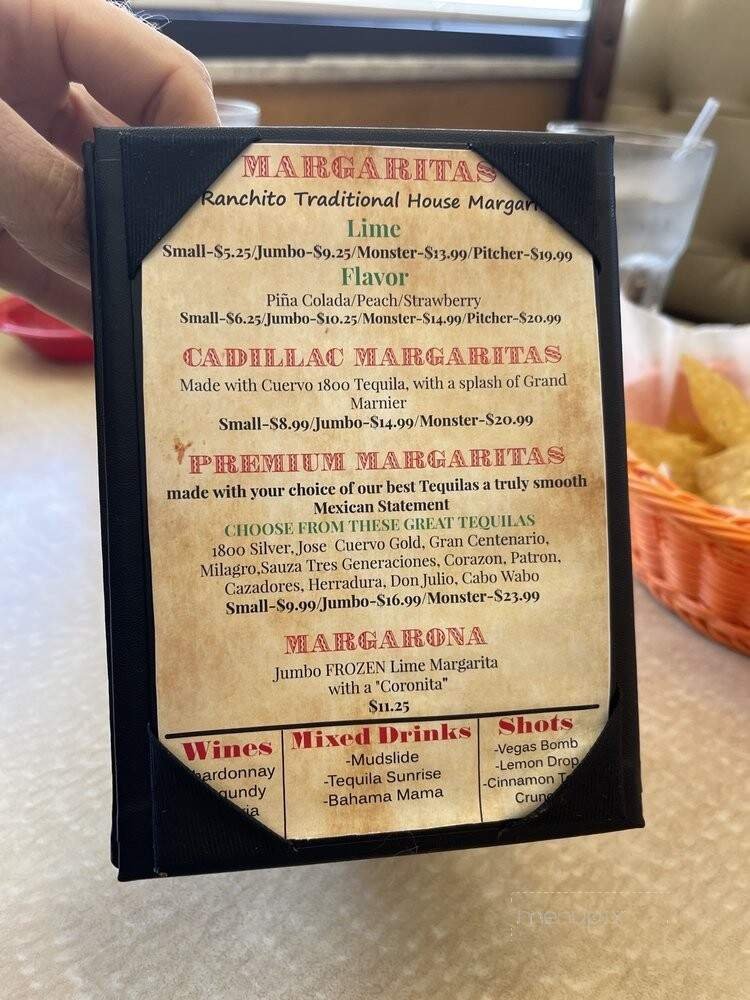 MARGARITAS
Ranchito Traditional House
Lime
Small-$5.25/Jumbo-$9.25/Monster-$13.99/Pitcher-$19.99
Flavor
Piña Colada/Peach/Strawberry
Small-$6.25/Jumbo-$10.25/Monster-$14.99/Pitcher-$20.99
CADILLAC MARGARITAS
Made with Cuervo 1800 Tequila, with a splash of Grand
Marnier
Small-$8.99/Jumbo-$14.99/Monster-$20.99
PREMIUM MARGARITAS
made with your choice of our best Tequilas a truly smooth
Mexican Statement
CHOOSE FROM THESE GREAT TEQUILAS
1800 Silver, Jose Cuervo Gold, Gran Centenario,
Milagro,Sauza Tres Generaciones, Corazon, Patron,
Cazadores, Herradura, Don Julio, Cabo Wabo
Small-$9.99/Jumbo-$16.99/Monster-$23.99
MARGARONA
Jumbo FROZEN Lime Margarita
with a "Coronita"
$11.25
Wines
Mixed Drinks
-Mudslide
-Tequila Sunrise
-Bahama Mama
Shots
-Vegas Bomb
-Lemon Drop
-Cinnamon
menupix